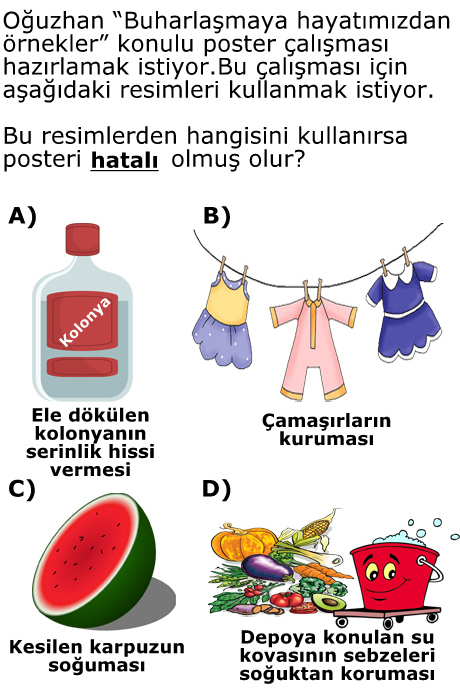 Oğuzhan “Buharlaşmaya hayatımızdan
örnekler” konulu poster çalışması
hazırlamak istiyor.Bu çalışması için
aşağıdaki resimleri kullanmak istiyor.
Bu resimlerden hangisini kullanırsa
posteri hatalı olmuş olur?
A)
Kolonya
Ele dökülen
kolonyanın
serinlik hissi
vermesi
B)
Çamaşırların
kuruması
C)
Kesilen karpuzun
soğuması
D)
Depoya konulan su
kovasının sebzeleri
soğuktan koruması